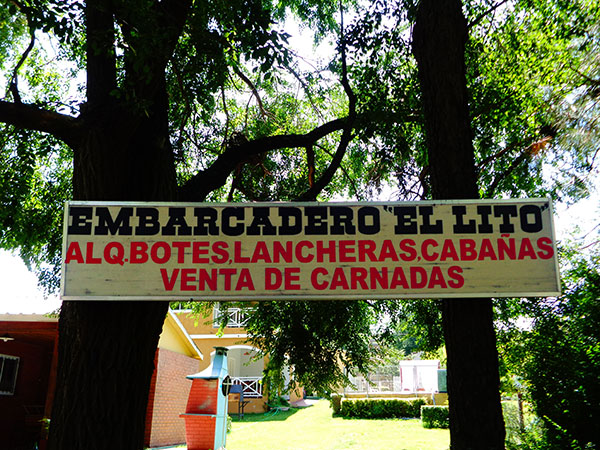 EMBARCADERO "EL LITO"
ALQ.BOTES,LANCHERAS,CABAÑAS
VENTA DE CARNADAS